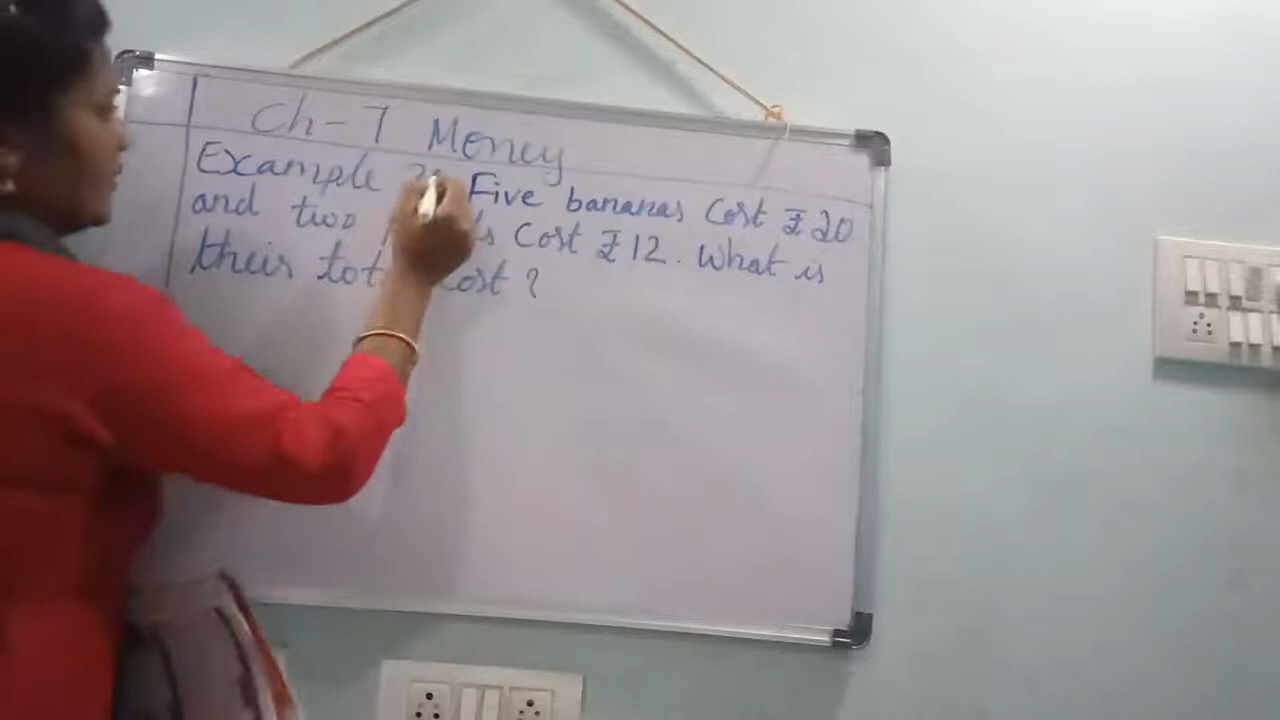 Ch-7 Money
Example Five bananas Cost ₹20
and two Cost ₹12. What is
their cost ?